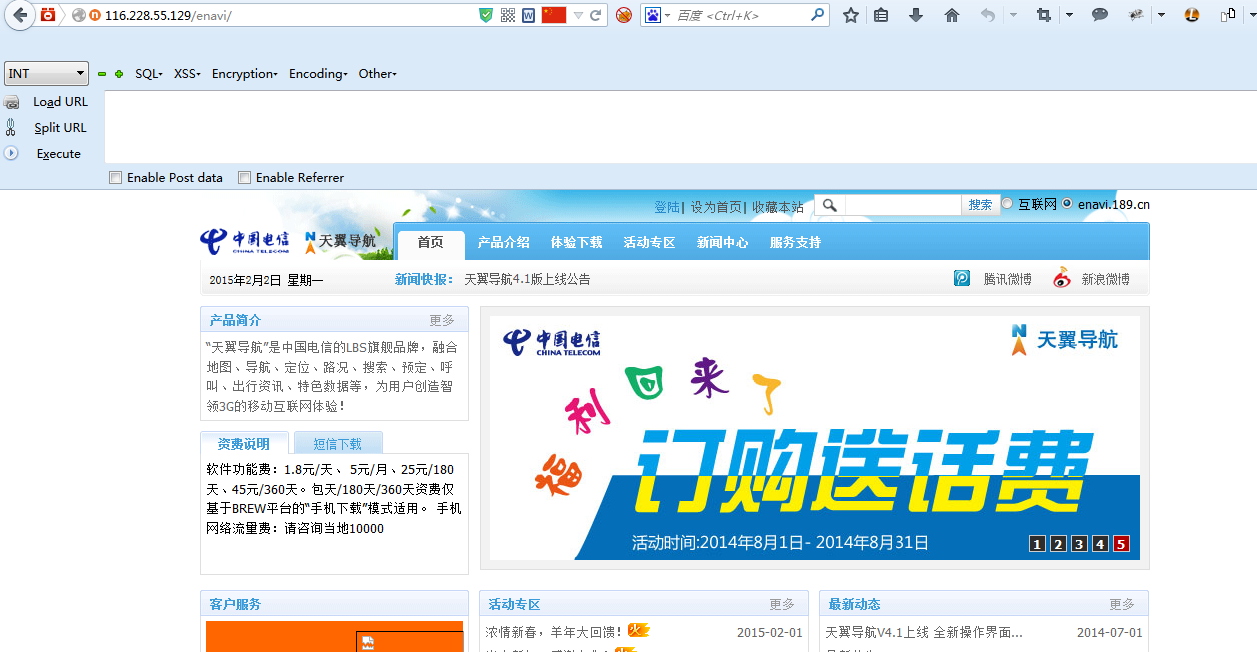 116.228.55.129/enavi/
百度 <Ctrl+K>
INT SQL XSS Encryption Encoding Other
Load URL
Split URL
Execute
Enable Post data Enable Referrer
登陆| 设为首页| 收藏本站 搜索 互联网 enavi.189.cn
中国电信 CHINA TELECOM 天翼导航
首页 产品介绍 体验下载 活动专区 新闻中心 服务支持
2015年2月2日 星期一 新闻快报： 天翼导航4.1版上线公告 腾讯微博 新浪微博
产品简介 更多
“天翼导航”是中国电信的LBS旗舰品牌，融合
地图、导航、定位、路况、搜索、预定、呼
叫、出行资讯、特色数据等，为用户创造智
领3G的移动互联网体验！
资费说明 短信下载
软件功能费：1.8元/天、 5元/月、25元/180
天、45元/360天。包天/180天/360天资费仅
基于BREW平台的“手机下载”模式适用。 手机
网络流量费：请咨询当地10000
中国电信
CHINA TELECOM
天翼导航
福利回来了
订购送话费
活动时间:2014年8月1日- 2014年8月31日
1 2 3 4 5
客户服务
活动专区 更多
浓情新春，羊年大回馈！ 火 2015-02-01
最新动态 更多
天翼导航V4.1上线 全新操作界面... 2014-07-01